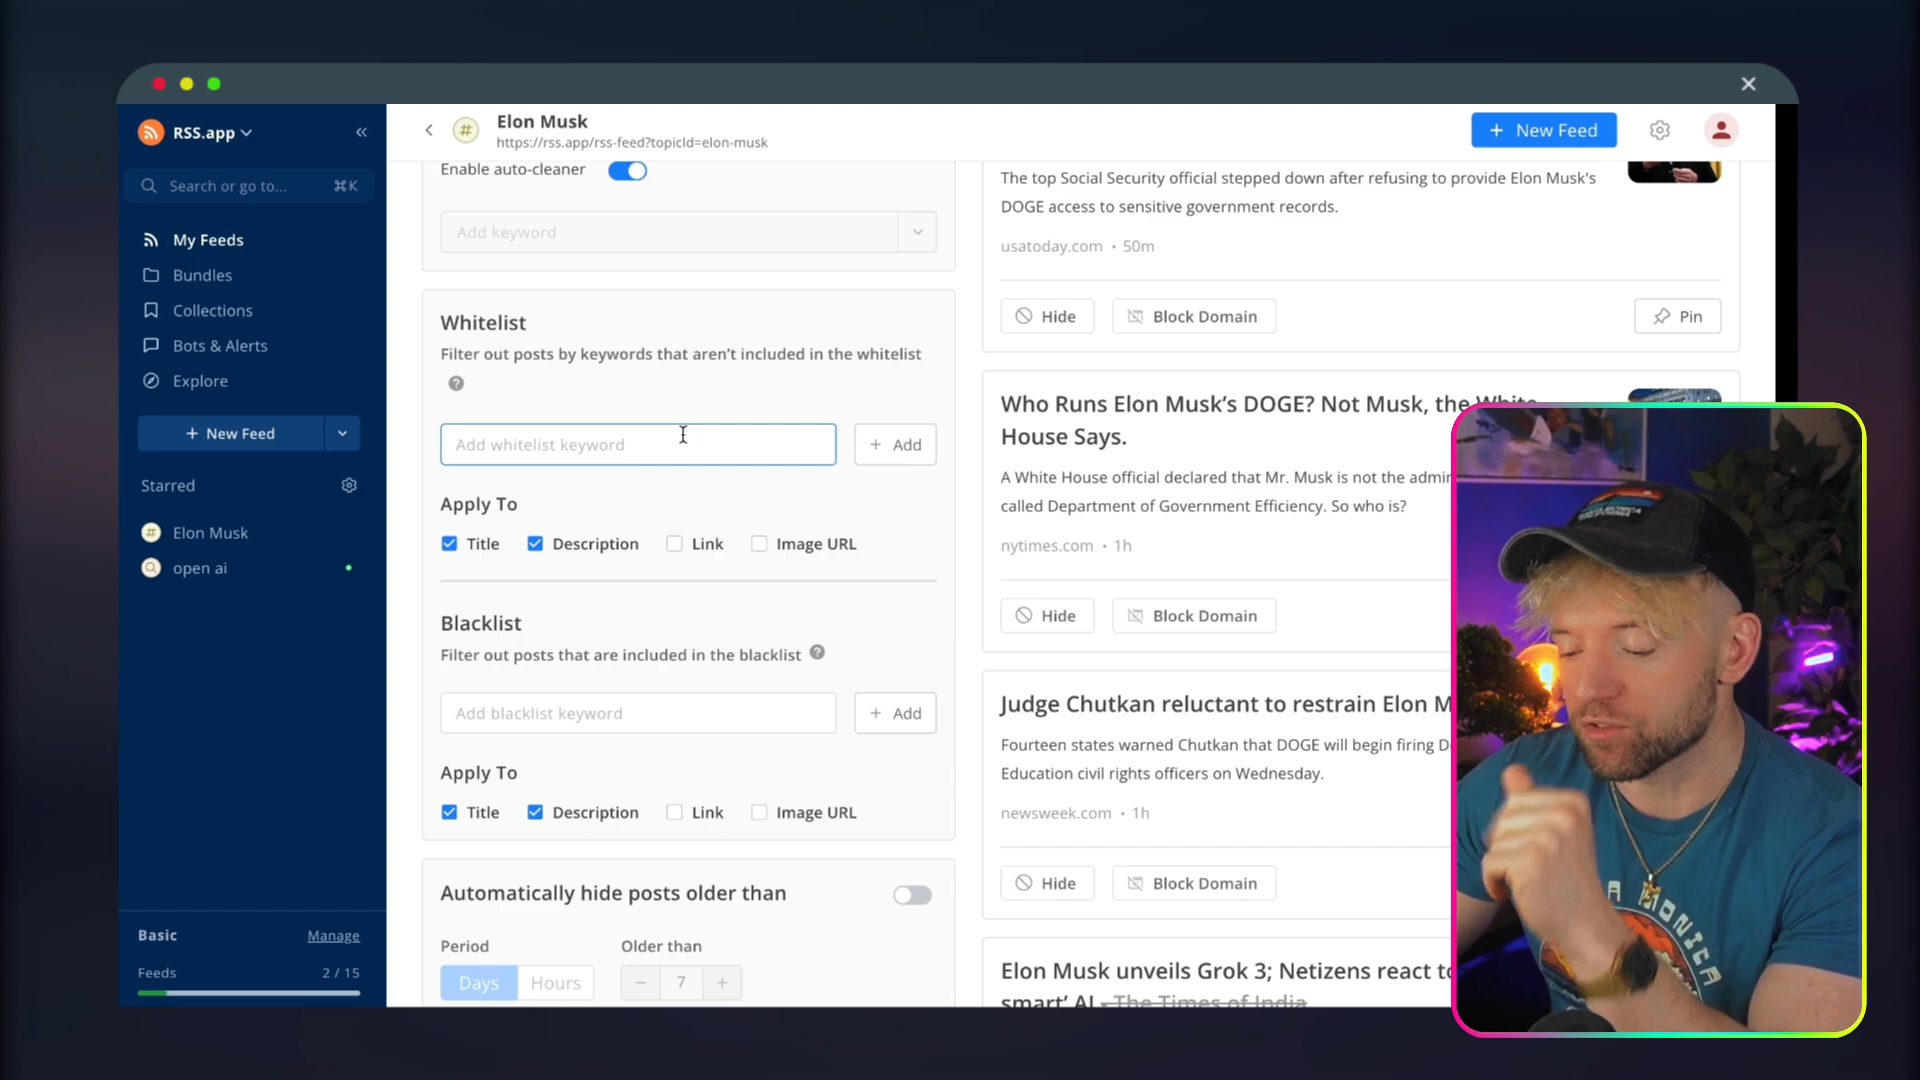 RSS.app
Search or go to... ⌘K
My Feeds
Bundles
Collections
Bots & Alerts
Explore
+ New Feed
Starred
Elon Musk
open ai
Basic Manage
Feeds 2 / 15
Elon Musk
https://rss.app/rss-feed?topicId=elon-musk
+ New Feed
Enable auto-cleaner
Add keyword
Whitelist
Filter out posts by keywords that aren't included in the whitelist
?
Add whitelist keyword + Add
Apply To
Title Description Link Image URL
Blacklist
Filter out posts that are included in the blacklist ?
Add blacklist keyword + Add
Apply To
Title Description Link Image URL
Automatically hide posts older than
Period Older than
Days Hours − 7 +
The top Social Security official stepped down after refusing to provide Elon Musk's
DOGE access to sensitive government records.
usatoday.com • 50m
Hide Block Domain Pin
Who Runs Elon Musk’s DOGE? Not Musk, the White
House Says.
A White House official declared that Mr. Musk is not the admin
called Department of Government Efficiency. So who is?
nytimes.com • 1h
Hide Block Domain
Judge Chutkan reluctant to restrain Elon M
Fourteen states warned Chutkan that DOGE will begin firing D
Education civil rights officers on Wednesday.
newsweek.com • 1h
Hide Block Domain
Elon Musk unveils Grok 3; Netizens react to
smart’ AI - The Times of India
A MONICA